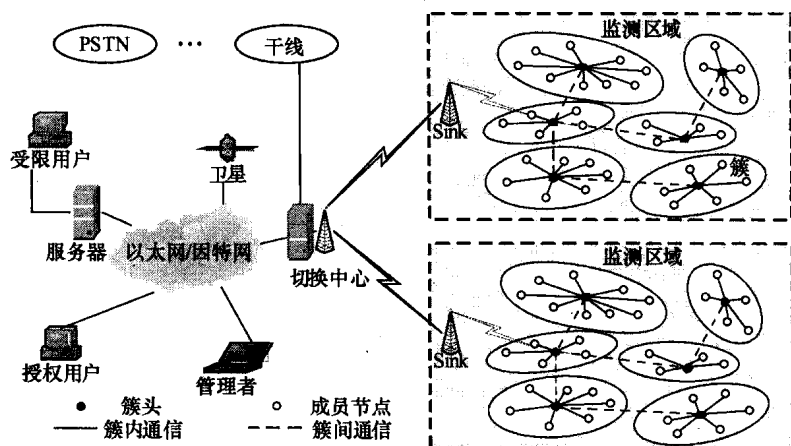 PSTN
···
干线
监测区域
受限用户
卫星
Sink
簇
服务器
以太网/因特网
切换中心
监测区域
Sink
授权用户
管理者
簇头
成员节点
簇内通信
簇间通信